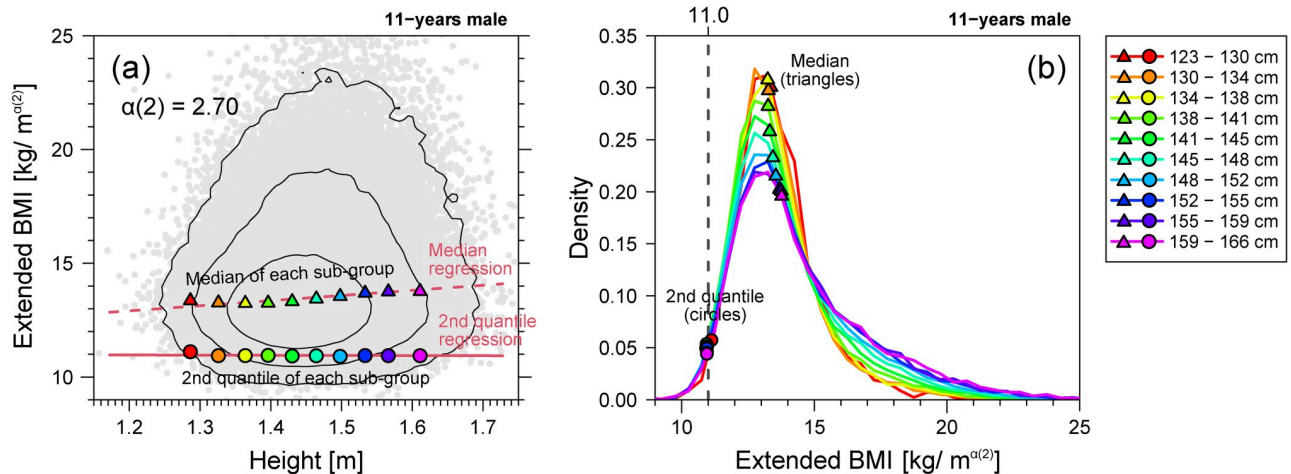 11−years male
(a)
α(2) = 2.70
Extended BMI [kg/ m^α(2)]
25
20
15
10
Median of each sub-group
Median
regression
2nd quantile
regression
2nd quantile of each sub-group
1.2 1.3 1.4 1.5 1.6 1.7
Height [m]
11.0
11−years male
(b)
Median
(triangles)
Density
0.35
0.30
0.25
0.20
0.15
0.10
0.05
0.00
2nd quantile
(circles)
10 15 20 25
Extended BMI [kg/ m^α(2)]
123 − 130 cm
130 − 134 cm
134 − 138 cm
138 − 141 cm
141 − 145 cm
145 − 148 cm
148 − 152 cm
152 − 155 cm
155 − 159 cm
159 − 166 cm